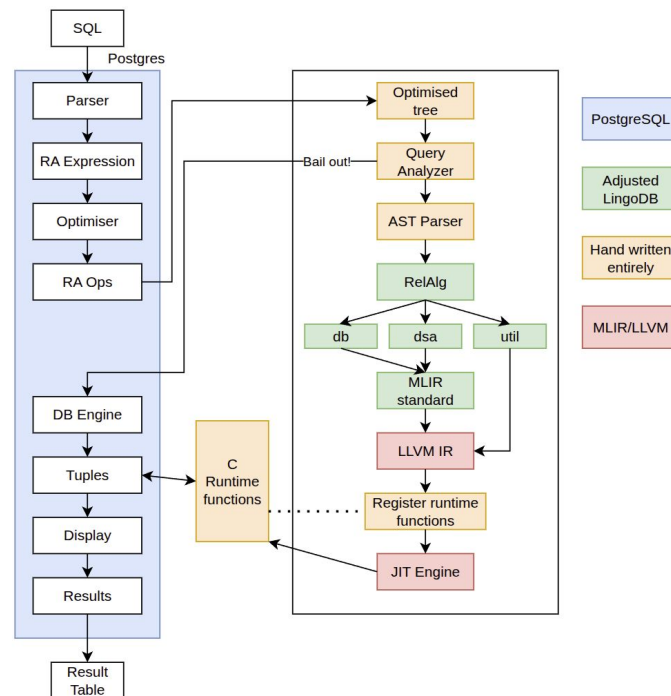 SQL
Postgres
Parser
RA Expression
Optimiser
RA Ops
DB Engine
Tuples
Display
Results
Result
Table
Bail out!
C
Runtime
functions
Optimised
tree
Query
Analyzer
AST Parser
RelAlg
db
dsa
util
MLIR
standard
LLVM IR
Register runtime
functions
JIT Engine
PostgreSQL
Adjusted
LingoDB
Hand written
entirely
MLIR/LLVM